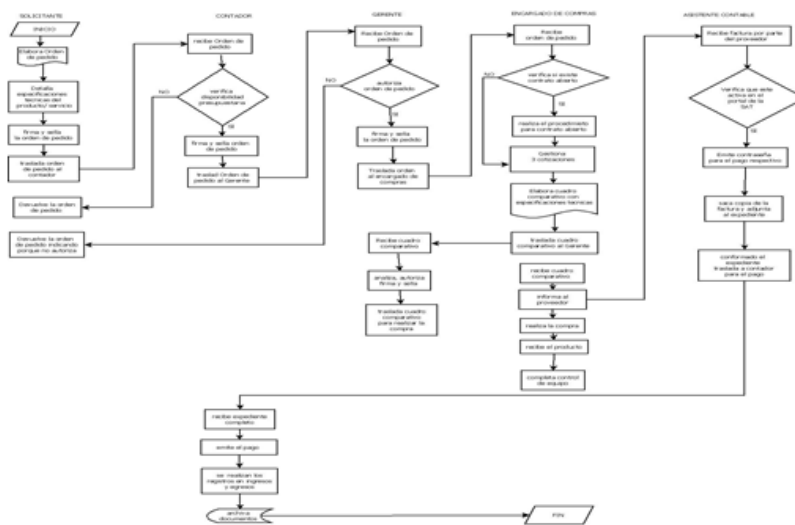 SOLICITANTE
INICIO
Elabora Orden
de pedido
Detalla
especificaciones
tecnicas del
producto/ servicio
firma y sella
la orden de pedido
traslada orden
de pedido al
contador
Devuelve la orden
de pedido
Devuelve la orden
de pedido indicando
porque no autoriza
CONTADOR
recibe Orden de
pedido
verifica
disponibilidad
presupuestaria
NO
SI
firma y sella orden
de pedido
traslad Orden de
pedido al Gerente
GERENTE
Recibe Orden de
pedido
autoriza
orden de pedido
NO
SI
firma y sella
orden de pedido
Traslada orden
al encargado de
compras
Recibe cuadro
comparativo
analiza, autoriza
firma y sella
traslada cuadro
comparativo
para realizar la
compra
ENCARGADO DE COMPRAS
Recibe
orden de pedido
verifica si existe
contrato abierto
NO
SI
realiza el procedimiento
para contrato abierto
Gestiona
3 cotizaciones
Elabora cuadro
comparativo con
especificaciones tecnicas
traslada cuadro
comparativo al Gerente
recibe cuadro
comparativo
informa al
proveedor
realiza la compra
recibe el producto
completa control
de equipo
ASISTENTE CONTABLE
Recibe Factura por parte
del proveedor
Verifica que este
activa en el
portal de la
SAT
SI
Emite contraseña
para el pago respectivo
saca copia de la
factura y adjunta
al expediente
conformado el
expediente
traslada a contador
para el pago
recibe expediente
completo
emite el pago
se realizan los
registros en ingresos
y egresos
archiva
documentos
FIN